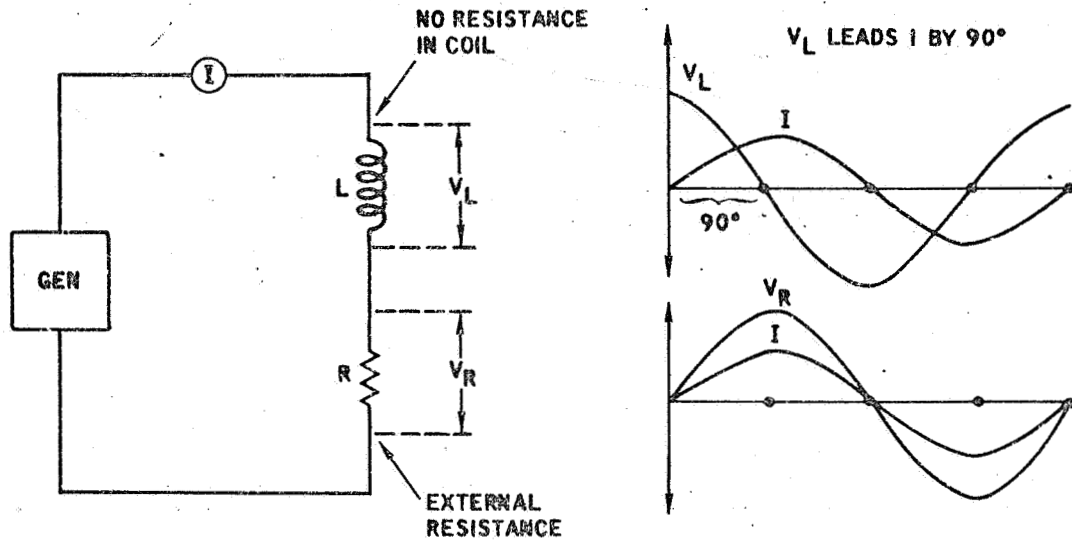 NO RESISTANCE
IN COIL
I
L
V_L
GEN
R
V_R
EXTERNAL
RESISTANCE
V_L LEADS I BY 90°
V_L
I
90°
V_R
I